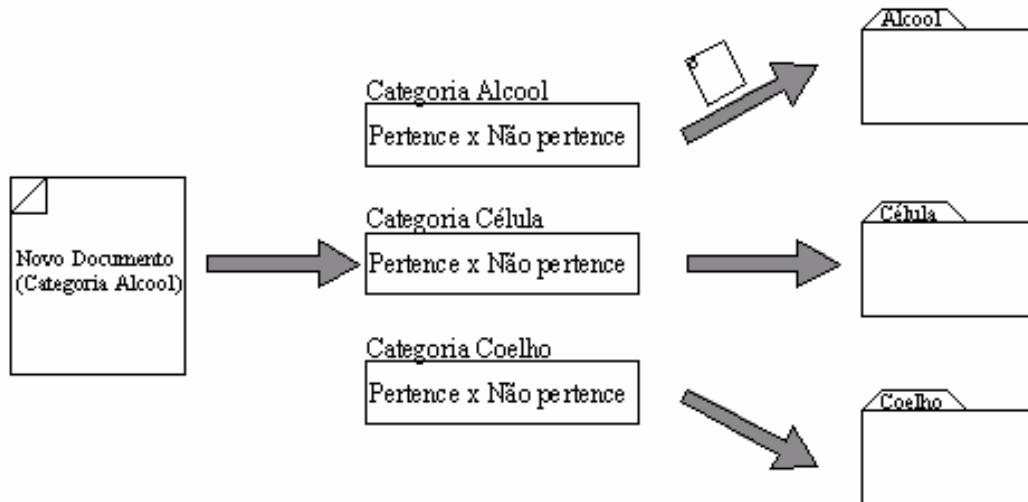 Alcool
Categoria Alcool
Pertence x Não pertence
Categoria Célula
Célula
Novo Documento
(Categoria Alcool)
Pertence x Não pertence
Categoria Coelho
Pertence x Não pertence
Coelho